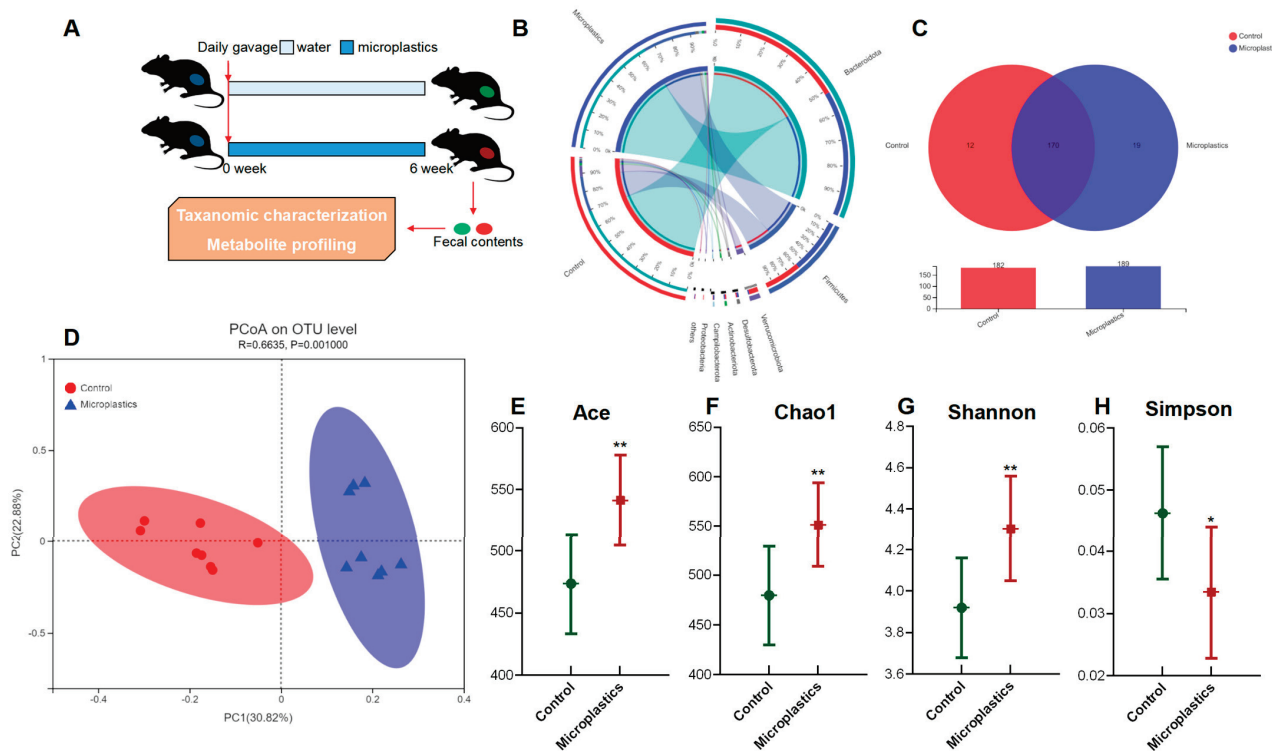 A
Daily gavage water microplastics
0 week 6 week
Taxanomic characterization
Metabolite profiling
Fecal contents
B
Microplastics
Bacteroidota
Control
Firmicutes
others
Proteobacteria
Campilobacterota
Actinobacteriota
Desulfobacterota
Verrucomicrobiota
C
Control
Microplast
Control
12
170
19
Microplastics
182
189
150
100
50
0
Control
Microplastics
D
PCoA on OTU level
R=0.6635, P=0.001000
Control
Microplastics
1
0.5
0
-0.5
PC2(22.88%)
-0.4
-0.2
0
0.2
0.4
PC1(30.82%)
E
Ace
**
600
550
500
450
400
Control
Microplastics
F
Chao1
**
650
600
550
500
450
400
Control
Microplastics
G
Shannon
**
4.8
4.6
4.4
4.2
4.0
3.8
3.6
Control
Microplastics
H
Simpson
*
0.06
0.05
0.04
0.03
0.02
Control
Microplastics